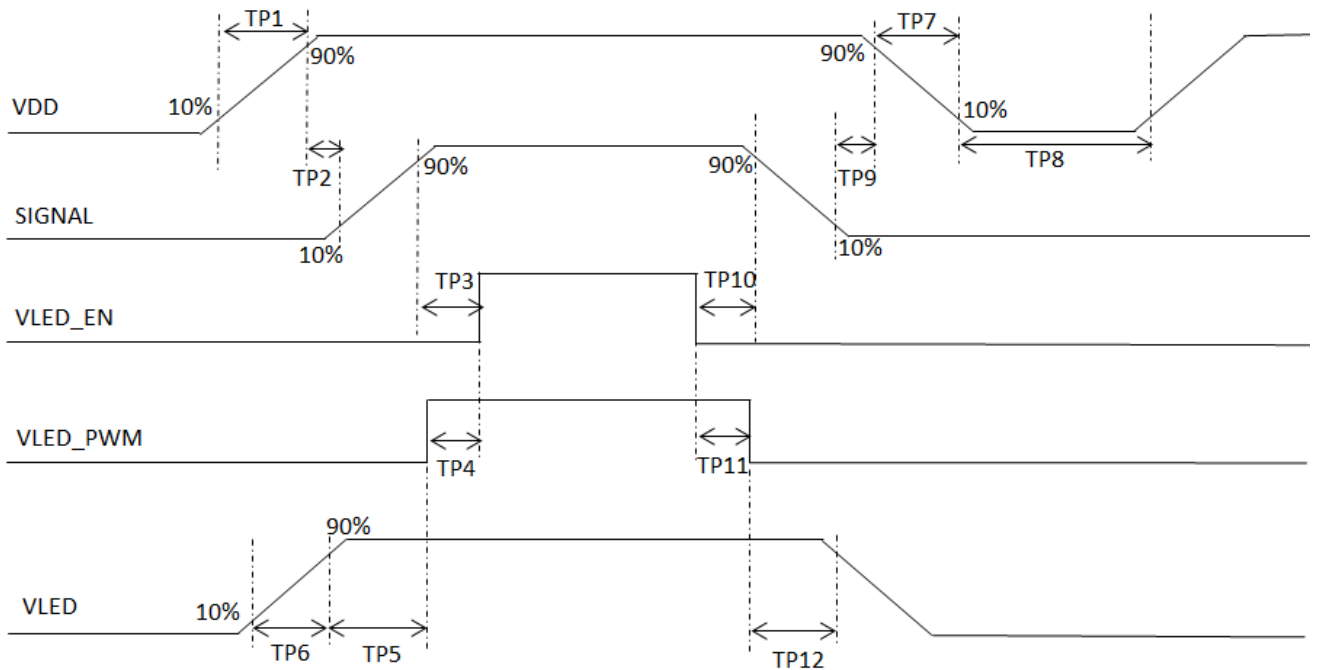 TP1
TP7
90%
90%
10%
10%
VDD
TP2
TP9
TP8
90%
90%
SIGNAL
10%
10%
TP3
TP10
VLED_EN
VLED_PWM
TP4
TP11
90%
10%
VLED
TP6
TP5
TP12